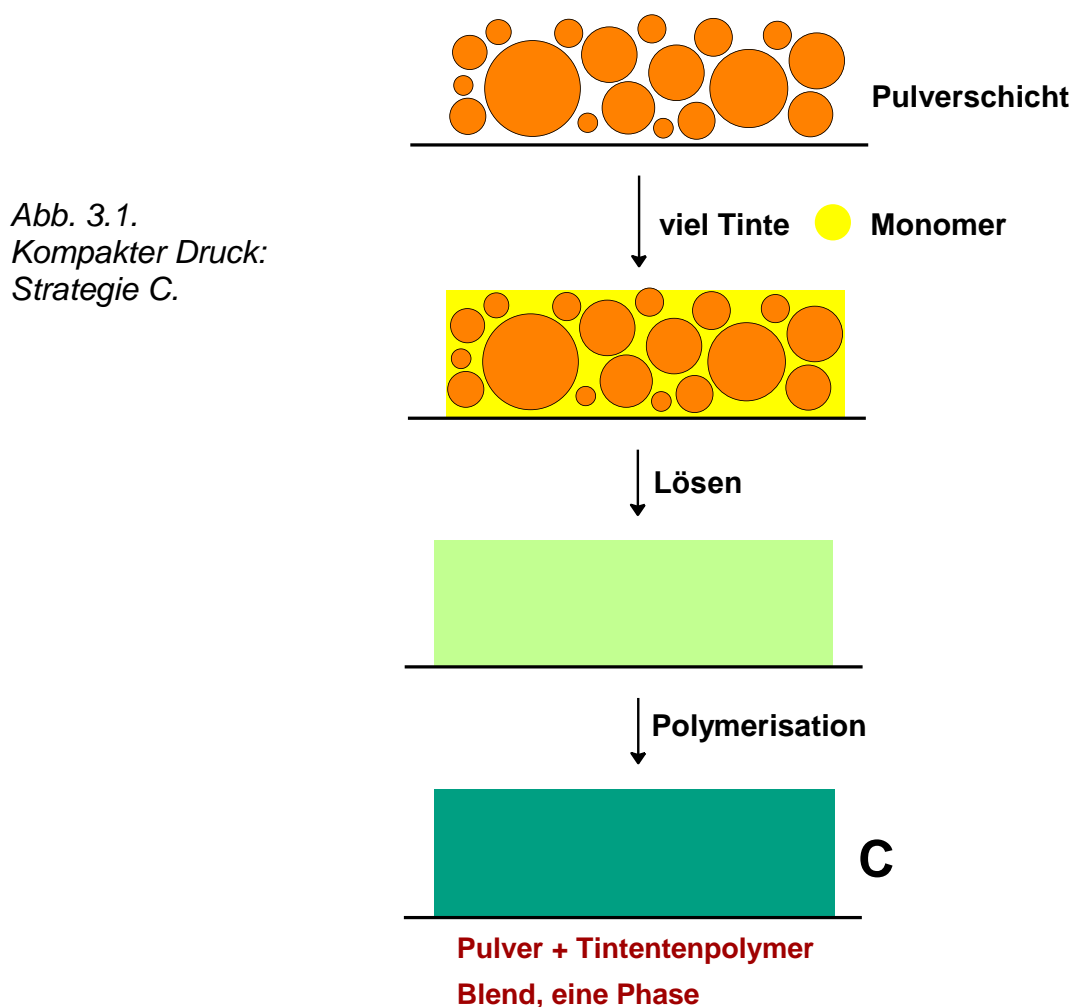 Pulverschicht
Abb. 3.1.
Kompakter Druck:
Strategie C.
viel Tinte Monomer
Lösen
Polymerisation
C
Pulver + Tintentenpolymer
Blend, eine Phase